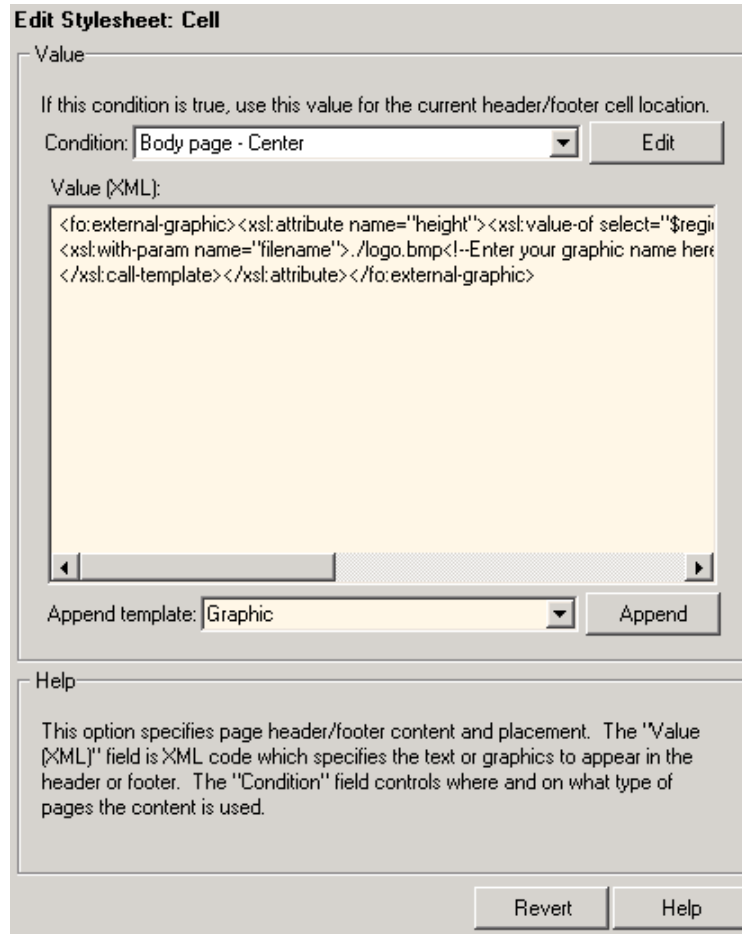 Edit Stylesheet: Cell
Value
If this condition is true, use this value for the current header/footer cell location.
Condition: Body page - Center Edit
Value (XML):
<fo:external-graphic><xsl:attribute name="height"><xsl:value-of select="$regi
<xsl:with-param name="filename">./logo.bmp<!--Enter your graphic name here
</xsl:call-template></xsl:attribute></fo:external-graphic>
Append template: Graphic Append
Help
This option specifies page header/footer content and placement. The "Value
(XML)" field is XML code which specifies the text or graphics to appear in the
header or footer. The "Condition" field controls where and on what type of
pages the content is used.
Revert Help